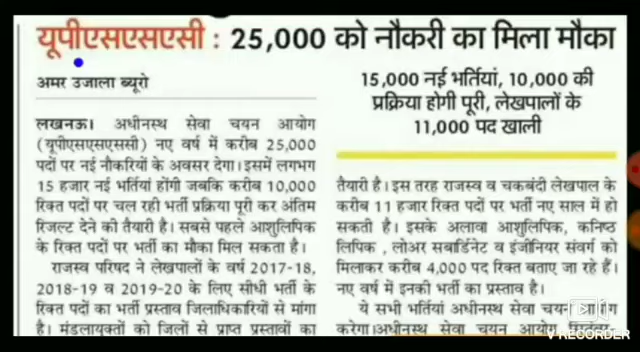 यूपीएसएसएससी : 25,000 को नौकरी का मिला मौका
अमर उजाला ब्यूरो
15,000 नई भर्तियां, 10,000 की
प्रक्रिया होगी पूरी, लेखपालों के
11,000 पद खाली
लखनऊ। अधीनस्थ सेवा चयन आयोग
(यूपीएसएसएससी) नए वर्ष में करीब 25,000
पदों पर नई नौकरियों के अवसर देगा। इसमें लगभग
15 हजार नई भर्तियां होंगी जबकि करीब 10,000
रिक्त पदों पर चल रही भर्ती प्रक्रिया पूरी कर अंतिम
रिजल्ट देने की तैयारी है। सबसे पहले आशुलिपिक
के रिक्त पदों पर भर्ती का मौका मिल सकता है।
राजस्व परिषद ने लेखपालों के वर्ष 2017-18,
2018-19 व 2019-20 के लिए सीधी भर्ती के
रिक्त पदों का भर्ती प्रस्ताव जिलाधिकारियों से मांगा
है। मंडलायुक्तों को जिलों से प्राप्त प्रस्तावों का
तैयारी है। इस तरह राजस्व व चकबंदी लेखपाल के
करीब 11 हजार रिक्त पदों पर भर्ती नए साल में हो
सकती है। इसके अलावा आशुलिपिक, कनिष्ठ
लिपिक , लोअर सबार्डिनेट व इंजीनियर संवर्ग को
मिलाकर करीब 4,000 पद रिक्त बताए जा रहे हैं।
नए वर्ष में इनकी भर्ती का प्रस्ताव है।
ये सभी भर्तियां अधीनस्थ सेवा चयन आयोग
करेगा।अधीनस्थ सेवा चयन आयोग
V RECORDER